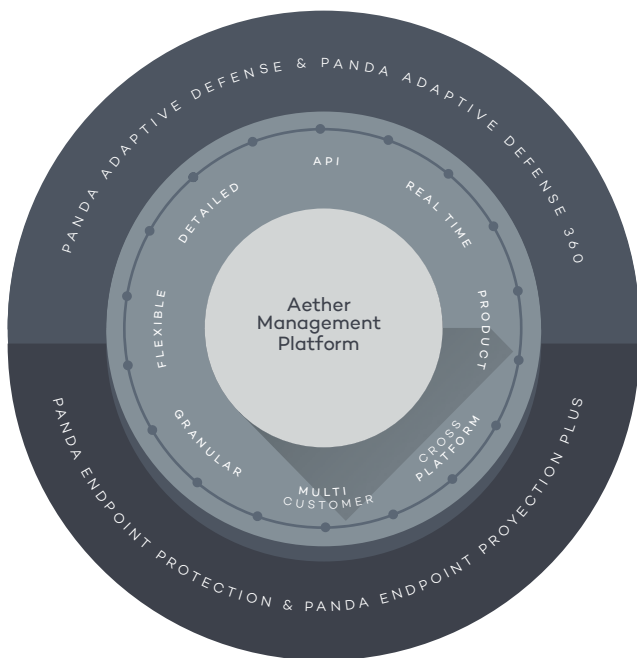 PANDA ADAPTIVE DEFENSE & PANDA ADAPTIVE DEFENSE 360
API
REAL TIME
PRODUCT
CROSS
PLATFORM
MULTI
CUSTOMER
GRANULAR
FLEXIBLE
DETAILED
Aether
Management
Platform
PANDA ENDPOINT PROTECTION & PANDA ENDPOINT PROYECTION PLUS